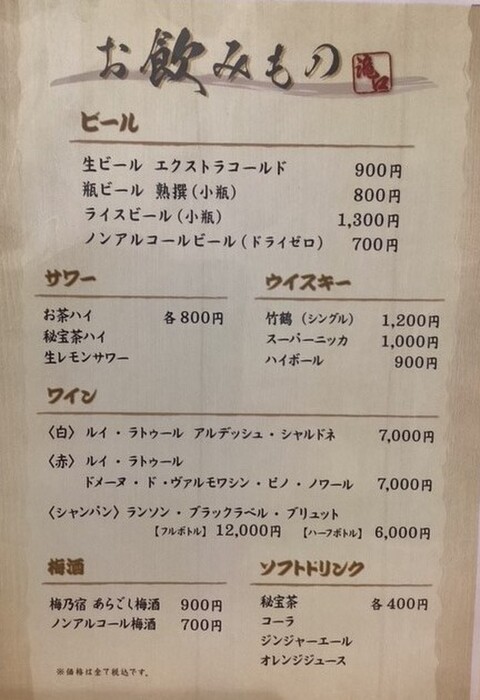 お飲みもの 滝口
ビール
生ビール エクストラコールド 900円
瓶ビール 熟撰(小瓶) 800円
ライスビール(小瓶) 1,300円
ノンアルコールビール(ドライゼロ) 700円
サワー
お茶ハイ 各800円
秘宝茶ハイ
生レモンサワー
ウイスキー
竹鶴 (シングル) 1,200円
スーパーニッカ 1,000円
ハイボール 900円
ワイン
〈白〉 ルイ・ラトゥール アルデッシュ・シャルドネ 7,000円
〈赤〉 ルイ・ラトゥール
ドメーヌ・ド・ヴァルモワシン・ピノ・ノワール 7,000円
〈シャンパン〉 ランソン・ブラックラベル・ブリュット
【フルボトル】 12,000円 【ハーフボトル】 6,000円
梅酒
梅乃宿 あらごし梅酒 900円
ノンアルコール梅酒 700円
ソフトドリンク
秘宝茶 各400円
コーラ
ジンジャーエール
オレンジジュース
※価格は全て税込です。